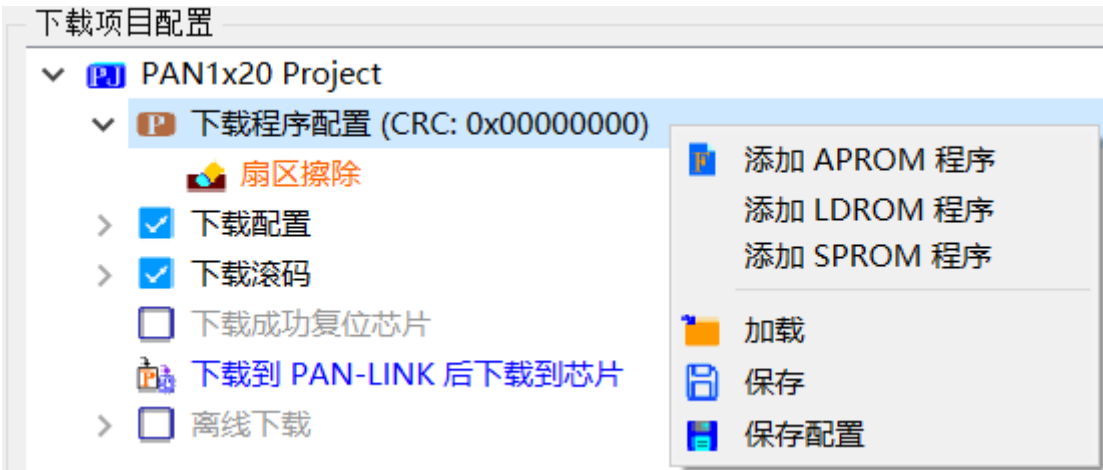 下载项目配置
PJ PAN1x20 Project
P 下载程序配置 (CRC: 0x00000000)
扇区擦除
下载配置
下载滚码
下载成功复位芯片
下载到 PAN-LINK 后下载到芯片
离线下载
F 添加 APROM 程序
添加 LDROM 程序
添加 SPROM 程序
加载
保存
保存配置